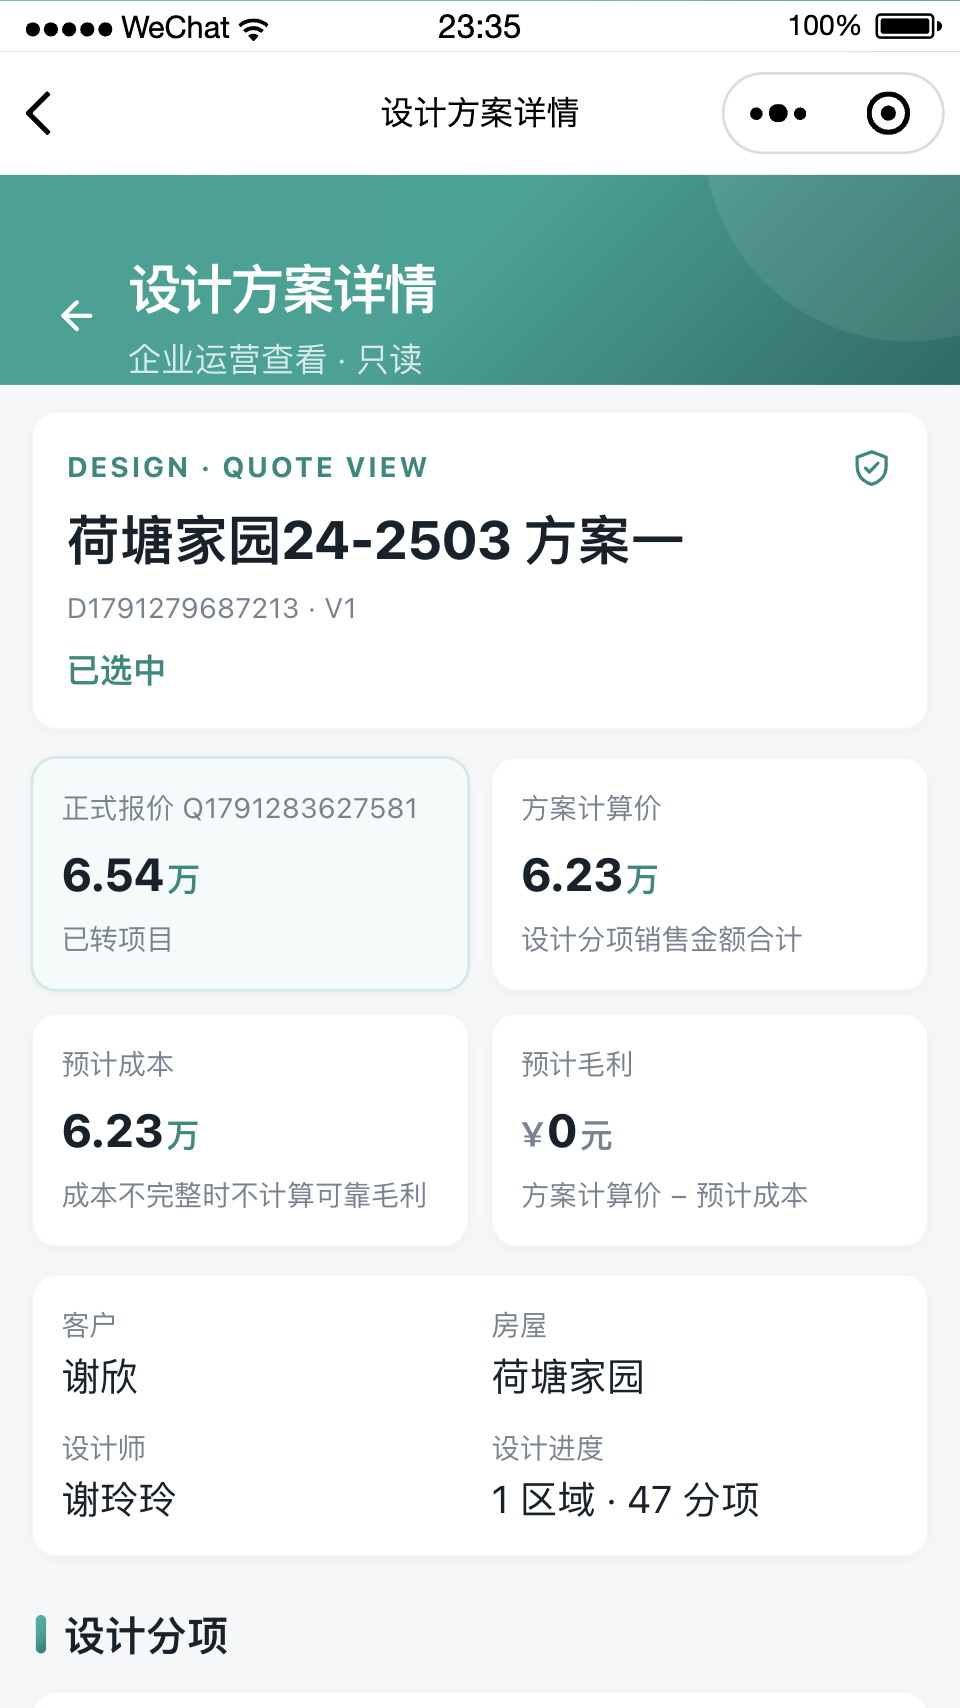 WeChat 23:35 100%
设计方案详情
设计方案详情
企业运营查看 · 只读
DESIGN · QUOTE VIEW
荷塘家园24-2503 方案一
D1791279687213 · V1
已选中
正式报价 Q1791283627581
6.54万
已转项目
方案计算价
6.23万
设计分项销售金额合计
预计成本
6.23万
成本不完整时不计算可靠毛利
预计毛利
¥0元
方案计算价 – 预计成本
客户
谢欣
房屋
荷塘家园
设计师
谢玲玲
设计进度
1 区域 · 47 分项
设计分项